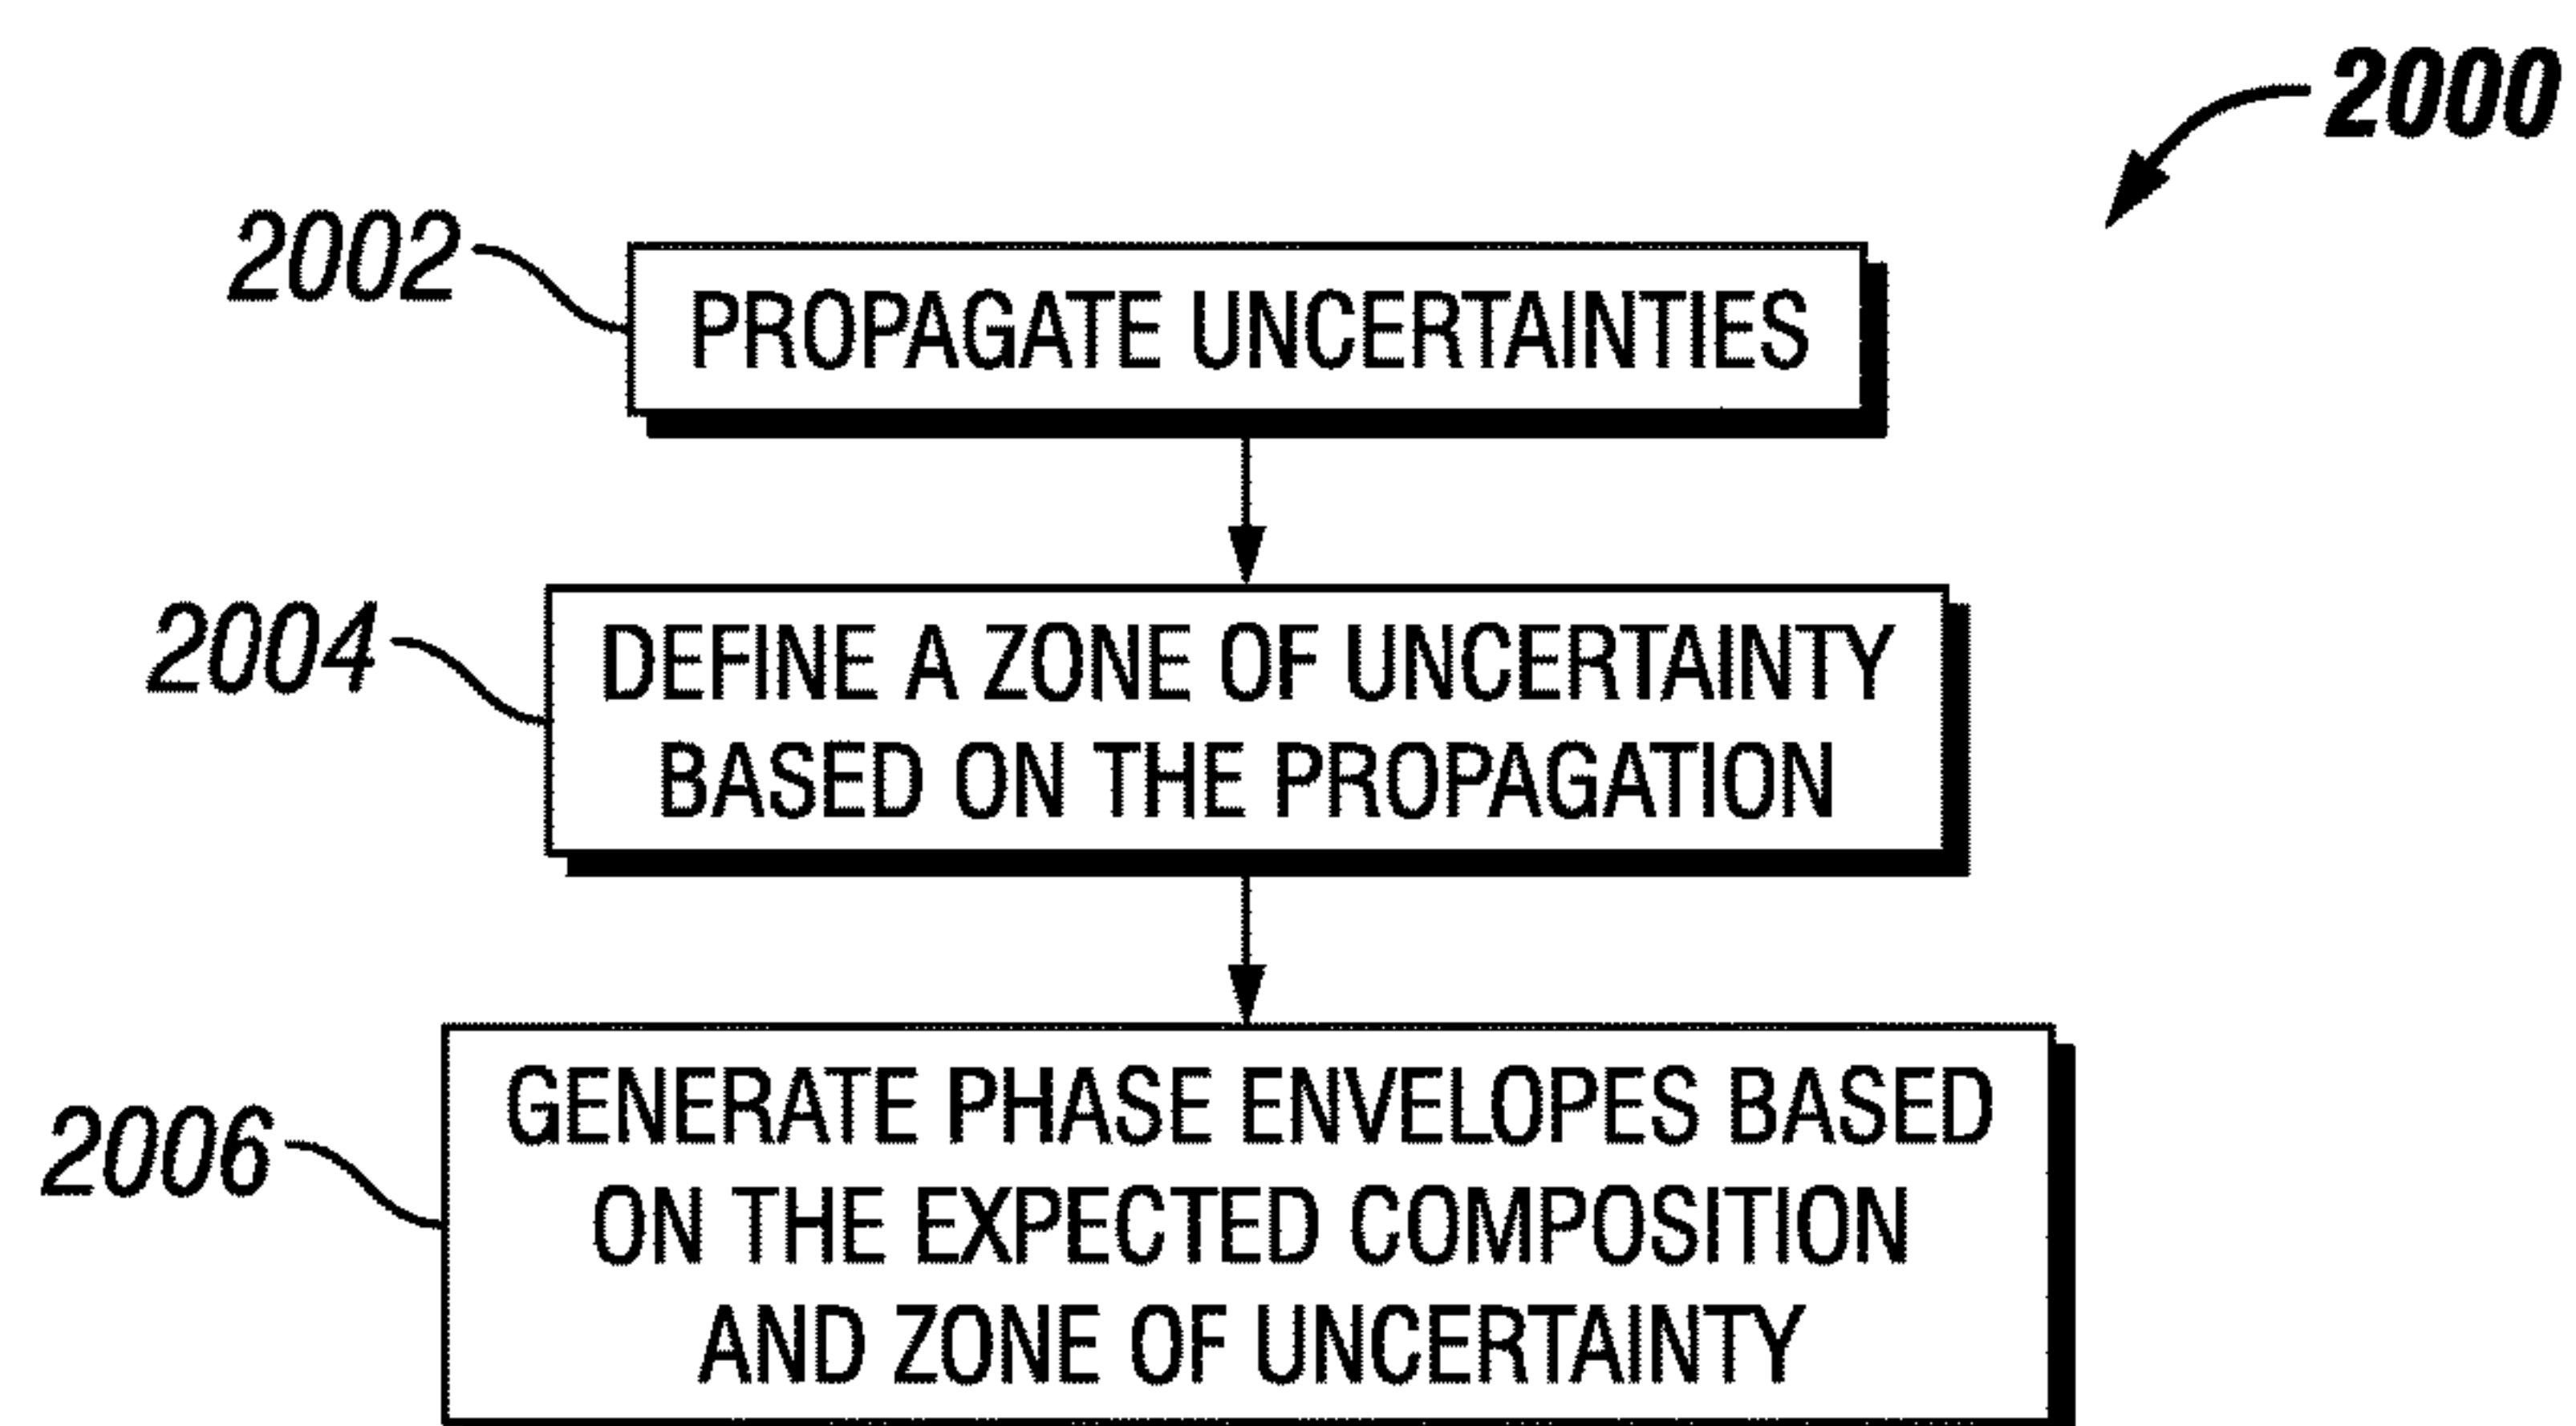 2000
2002
PROPAGATE UNCERTAINTIES
2004
DEFINE A ZONE OF UNCERTAINTY
BASED ON THE PROPAGATION
2006
GENERATE PHASE ENVELOPES BASED
ON THE EXPECTED COMPOSITION
AND ZONE OF UNCERTAINTY